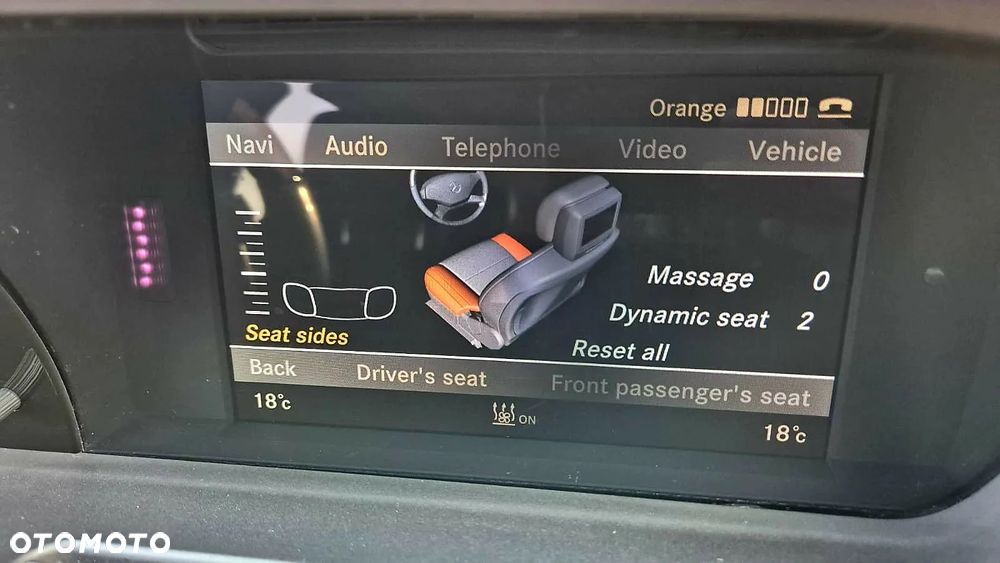 Orange
Navi Audio Telephone Video Vehicle
Massage 0
Dynamic seat 2
Seat sides
Reset all
Back Driver's seat Front passenger's seat
18°c ON 18°c
OTOMOTO